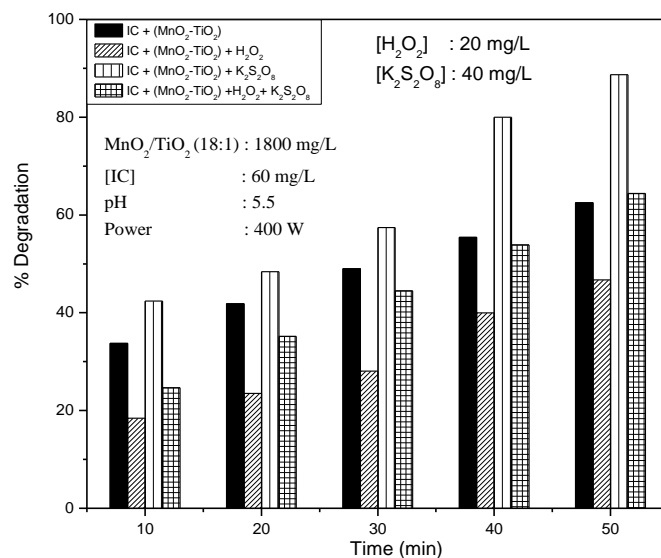 IC + (MnO₂-TiO₂)
IC + (MnO₂-TiO₂) + H₂O₂
IC + (MnO₂-TiO₂) + K₂S₂O₈
IC + (MnO₂-TiO₂) +H₂O₂+ K₂S₂O₈
[H₂O₂] : 20 mg/L
[K₂S₂O₈] : 40 mg/L
MnO₂/TiO₂ (18:1) : 1800 mg/L
[IC] : 60 mg/L
pH : 5.5
Power : 400 W
% Degradation
100
80
60
40
20
0
10 20 30 40 50
Time (min)